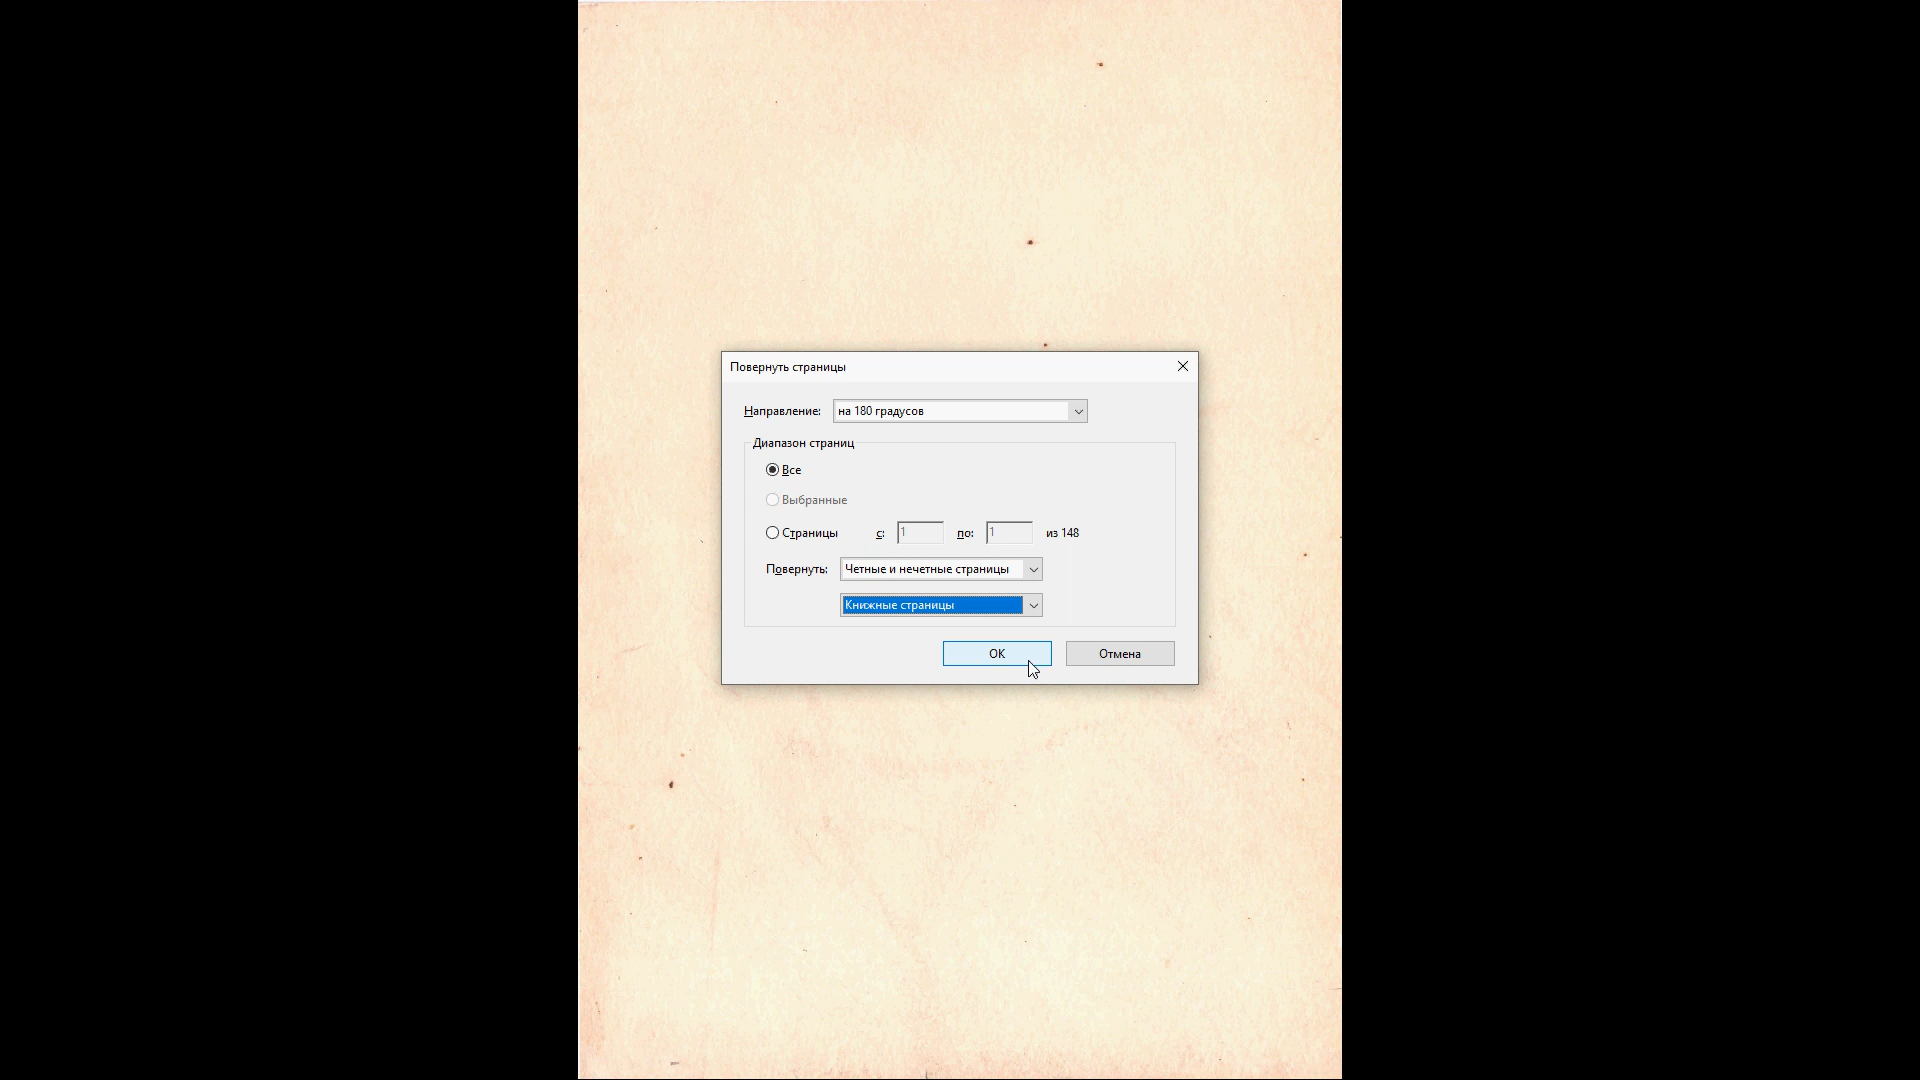 Повернуть страницы
Направление: на 180 градусов
Диапазон страниц
Все
Выбранные
Страницы с: 1 по: 1 из 148
Повернуть: Четные и нечетные страницы
Книжные страницы
ОК Отмена